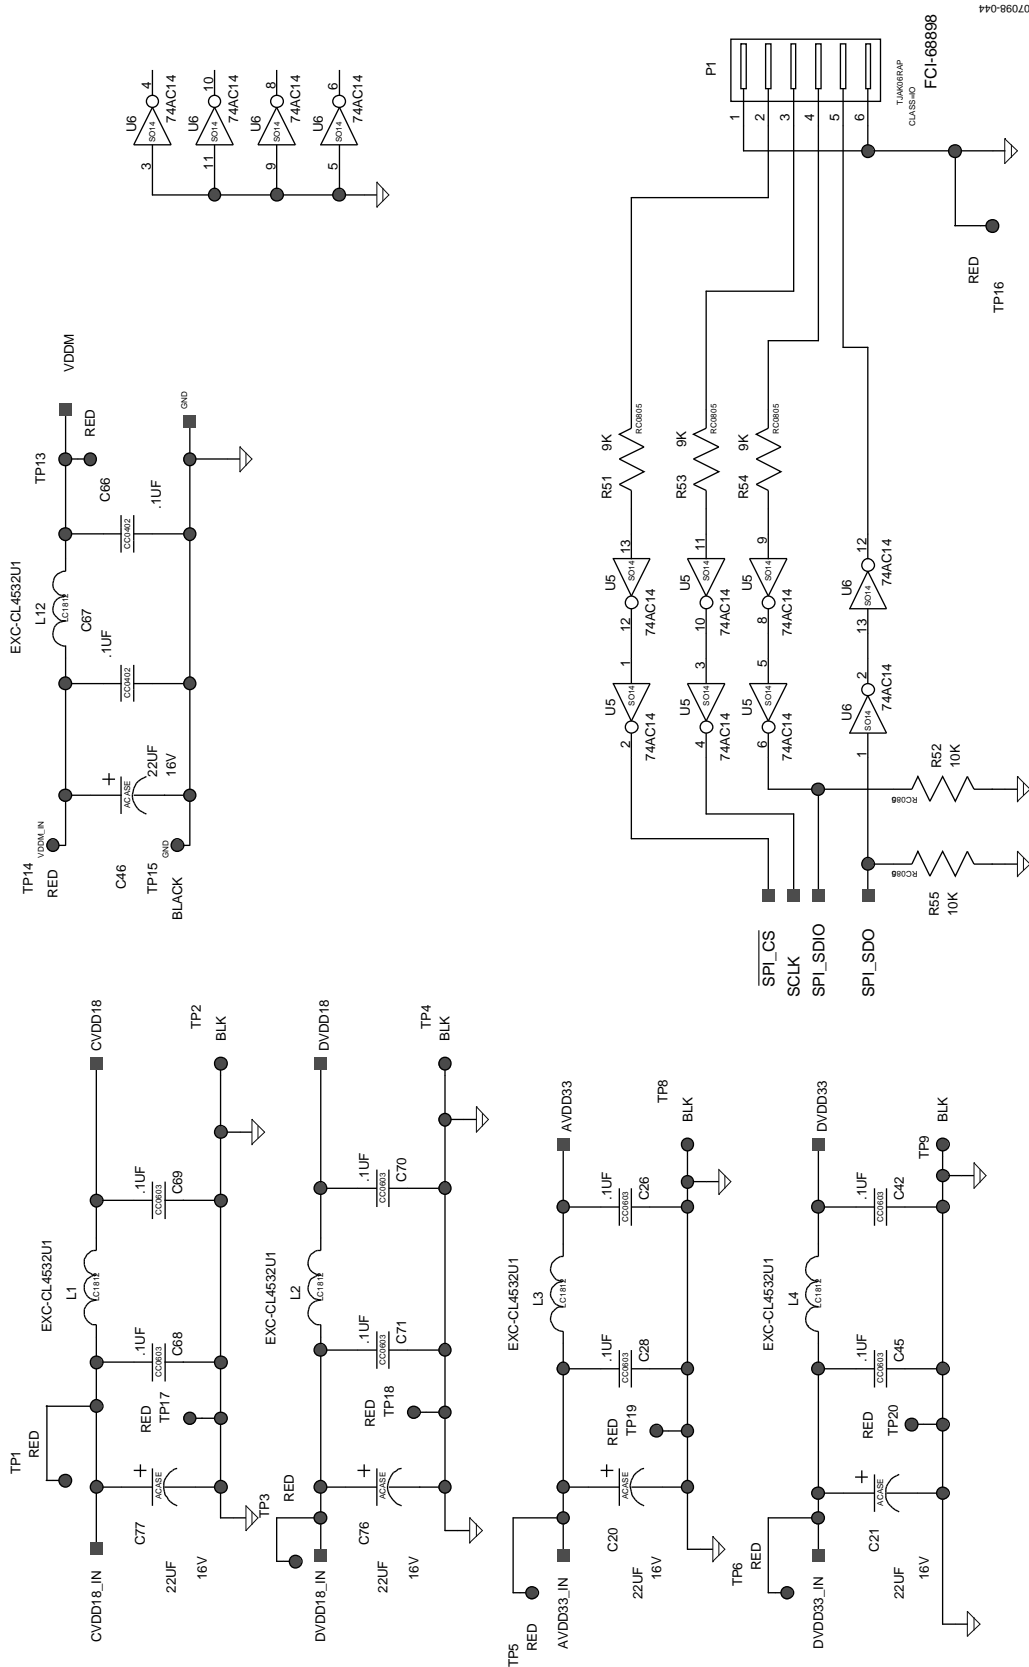 07098-044
U6
SO14
74AC14
3
4
U6
SO14
74AC14
11
10
U6
SO14
74AC14
9
8
U6
SO14
74AC14
5
6
P1
1
2
3
4
5
6
TJAK06RAP
CLASS=IO
FCI-68898
RED
TP16
VDDM
TP13
RED
GND
C66
.1UF
CC0402
EXC-CL4532U1
L12
LC1812
C67
.1UF
CC0402
22UF
16V
ACASE
+
C46
TP14
RED
VDDM_IN
TP15
GND
BLACK
R51
9K
RC0805
R53
9K
RC0805
R54
9K
RC0805
U5
SO14
74AC14
13
12
U5
SO14
74AC14
1
2
U5
SO14
74AC14
11
10
U5
SO14
74AC14
3
4
U5
SO14
74AC14
9
8
U5
SO14
74AC14
5
6
U6
SO14
74AC14
13
12
U6
SO14
74AC14
1
2
R52
10K
R55
10K
SPI_CS
SCLK
SPI_SDIO
SPI_SDO
CVDD18
TP2
BLK
.1UF
C69
CC0603
EXC-CL4532U1
L1
LC1812
.1UF
C68
CC0603
RED
TP17
TP1
RED
+
ACASE
C77
22UF
16V
CVDD18_IN
DVDD18
TP4
BLK
.1UF
C70
CC0603
EXC-CL4532U1
L2
LC1812
.1UF
C71
CC0603
RED
TP18
TP3
RED
+
ACASE
C76
22UF
16V
DVDD18_IN
AVDD33
TP8
BLK
.1UF
C26
CC0603
EXC-CL4532U1
L3
LC1812
.1UF
C28
CC0603
RED
TP19
+
ACASE
C20
22UF
16V
TP5
RED
AVDD33_IN
DVDD33
TP9
BLK
.1UF
C42
CC0603
EXC-CL4532U1
L4
LC1812
.1UF
C45
CC0603
RED
TP20
+
ACASE
C21
22UF
16V
TP6
RED
DVDD33_IN